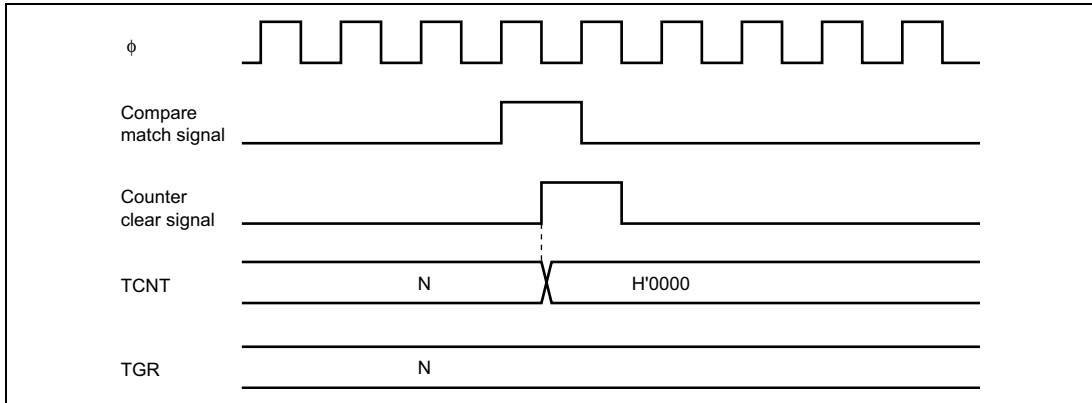 ϕ
Compare
match signal
Counter
clear signal
TCNT
N
H'0000
TGR
N